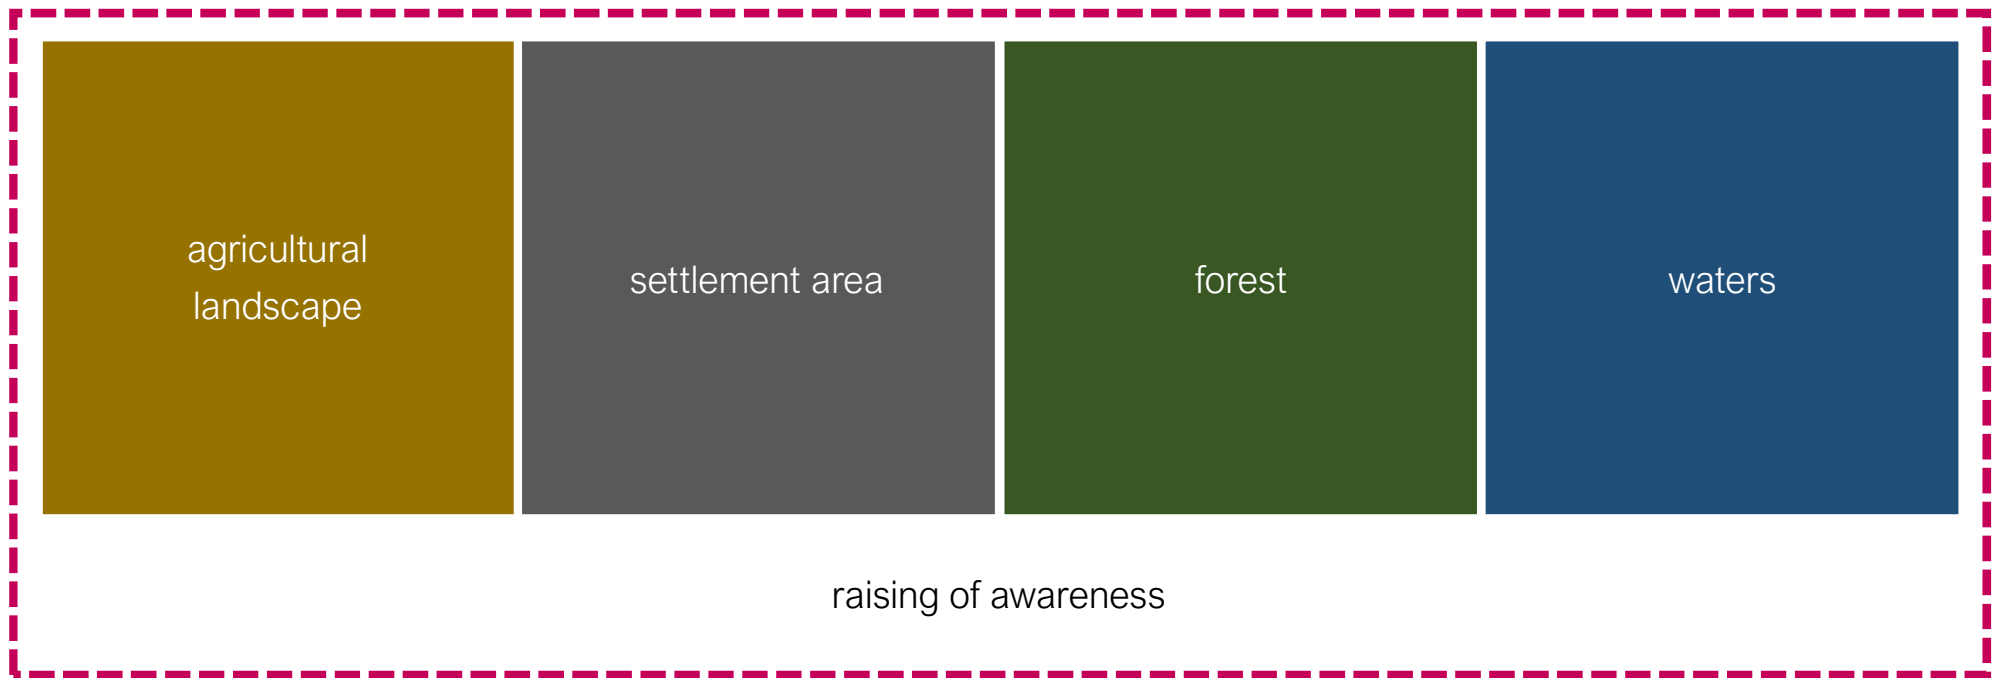 agricultural
landscape
settlement area
forest
waters
raising of awareness